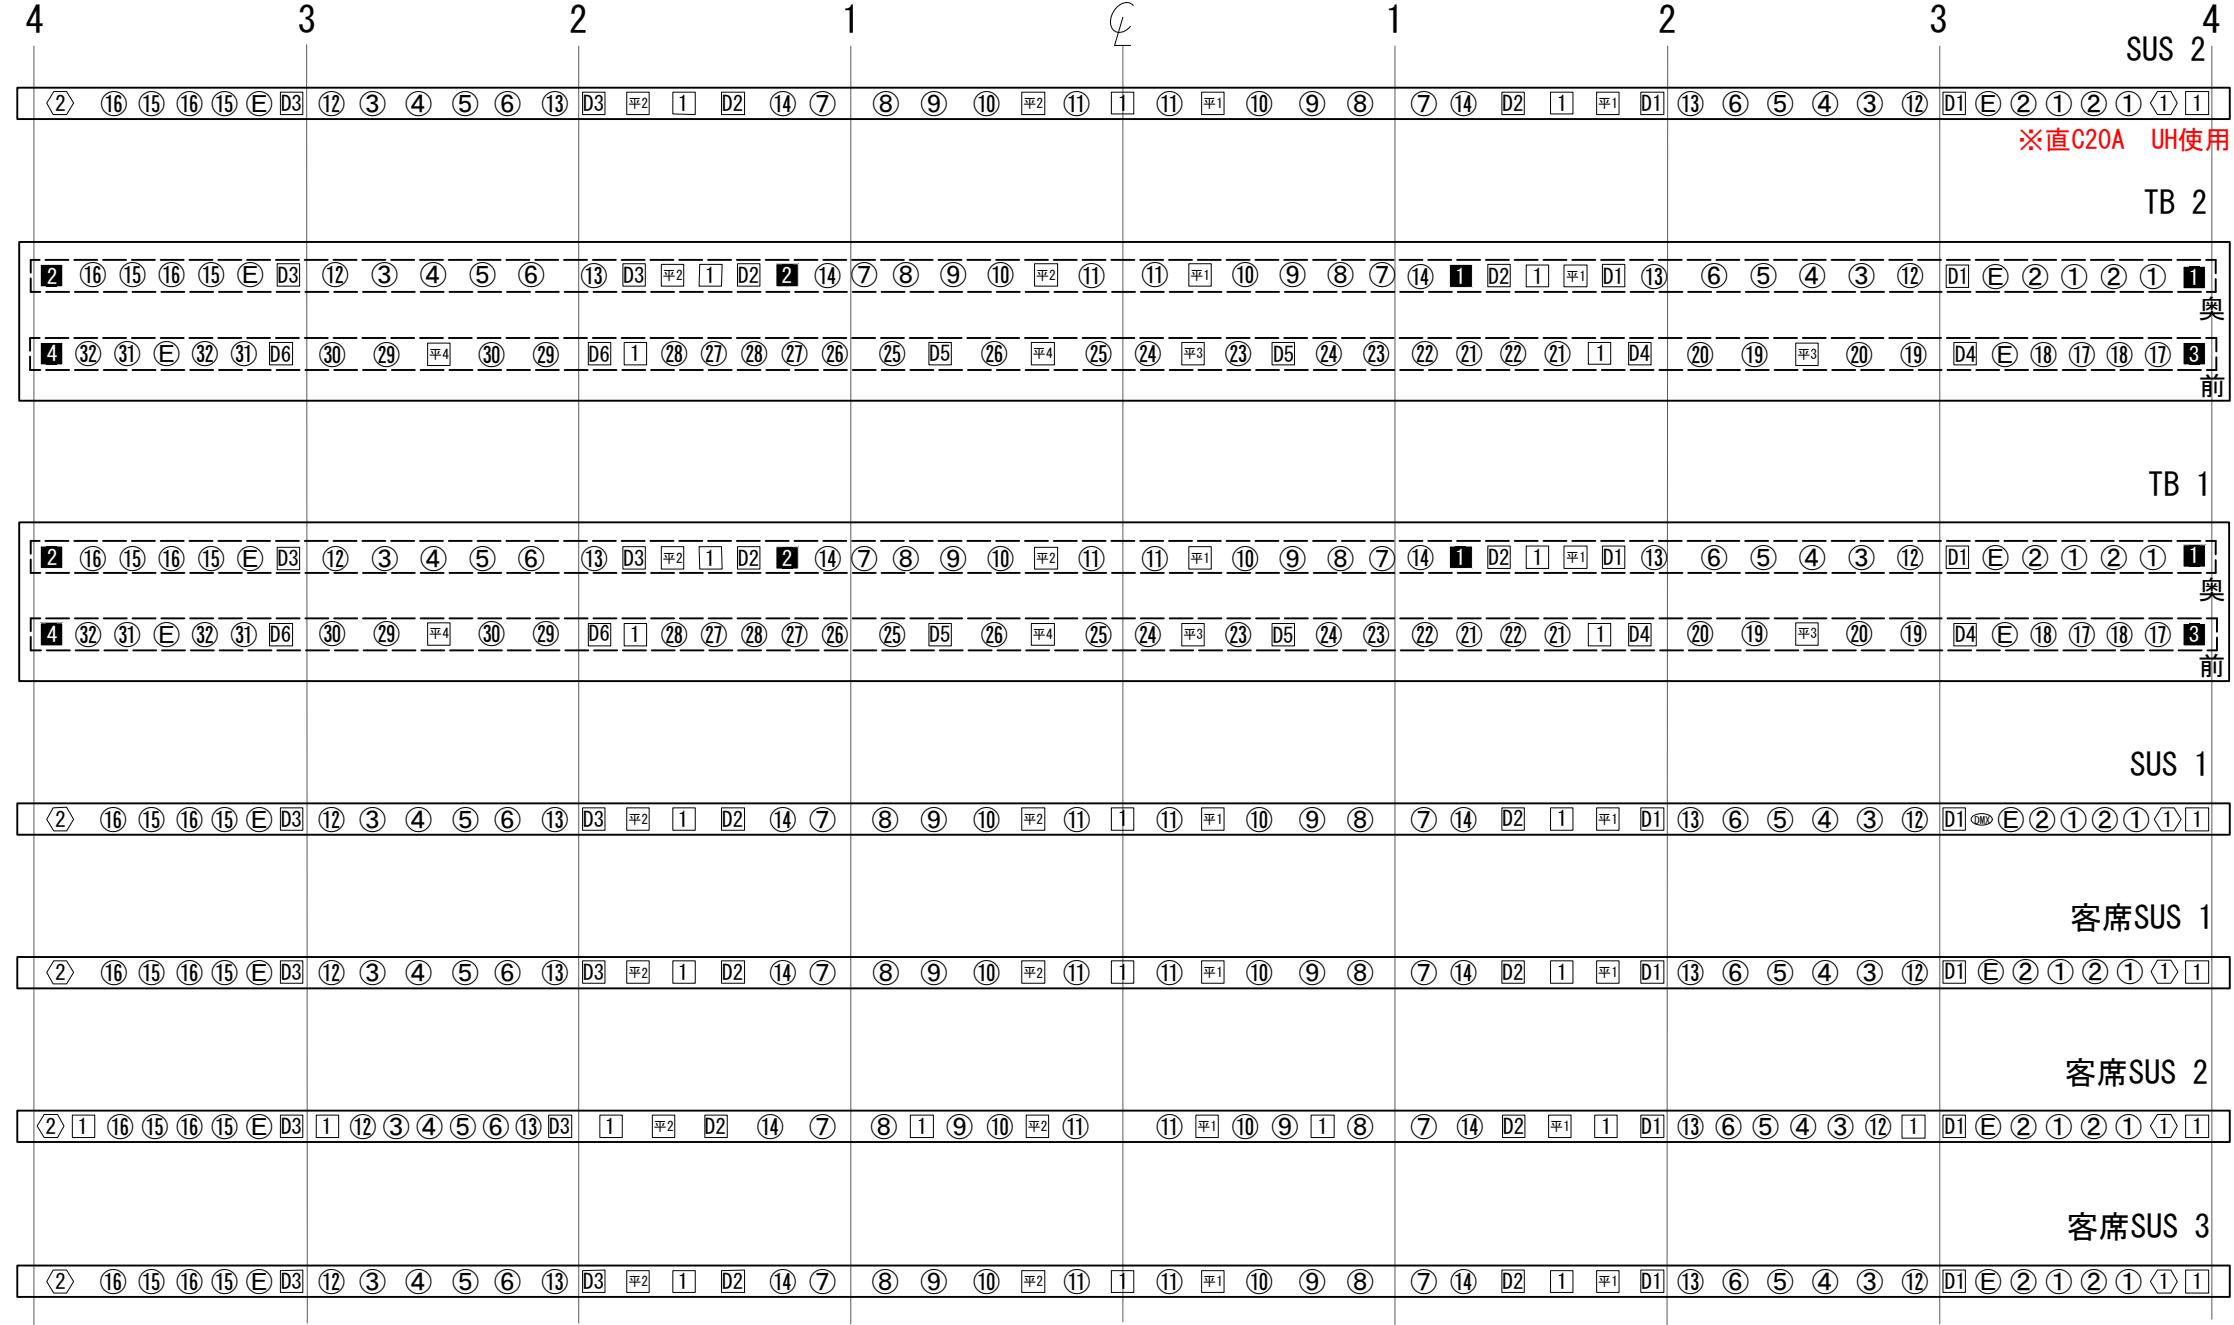 4 3 2 1 ℄ 1 2 3 4
SUS 2
2 ⑯ ⑮ ⑯ ⑮ Ⓔ D3 ⑫ ③ ④ ⑤ ⑥ ⑬ D3 平2 1 D2 ⑭ ⑦ ⑧ ⑨ ⑩ 平2 ⑪ 1 ⑪ 平1 ⑩ ⑨ ⑧ ⑦ ⑭ D2 1 平1 D1 ⑬ ⑥ ⑤ ④ ③ ⑫ D1 Ⓔ ② ① ② ① 1 1
※直C20A　UH使用
TB 2
2 ⑯ ⑮ ⑯ ⑮ Ⓔ D3 ⑫ ③ ④ ⑤ ⑥ ⑬ D3 平2 1 D2 2 ⑭ ⑦ ⑧ ⑨ ⑩ 平2 ⑪ ⑪ 平1 ⑩ ⑨ ⑧ ⑦ ⑭ 1 D2 1 平1 D1 ⑬ ⑥ ⑤ ④ ③ ⑫ D1 Ⓔ ② ① ② ① 1
奥
4 ㉜ ㉛ Ⓔ ㉜ ㉛ D6 ㉚ ㉙ 平4 ㉚ ㉙ D6 1 ㉘ ㉗ ㉘ ㉗ ㉖ ㉕ D5 ㉖ 平4 ㉕ ㉔ 平3 ㉓ D5 ㉔ ㉓ ㉒ ㉑ ㉒ ㉑ 1 D4 ⑳ ⑲ 平3 ⑳ ⑲ D4 Ⓔ ⑱ ⑰ ⑱ ⑰ 3
前
TB 1
2 ⑯ ⑮ ⑯ ⑮ Ⓔ D3 ⑫ ③ ④ ⑤ ⑥ ⑬ D3 平2 1 D2 2 ⑭ ⑦ ⑧ ⑨ ⑩ 平2 ⑪ ⑪ 平1 ⑩ ⑨ ⑧ ⑦ ⑭ 1 D2 1 平1 D1 ⑬ ⑥ ⑤ ④ ③ ⑫ D1 Ⓔ ② ① ② ① 1
奥
4 ㉜ ㉛ Ⓔ ㉜ ㉛ D6 ㉚ ㉙ 平4 ㉚ ㉙ D6 1 ㉘ ㉗ ㉘ ㉗ ㉖ ㉕ D5 ㉖ 平4 ㉕ ㉔ 平3 ㉓ D5 ㉔ ㉓ ㉒ ㉑ ㉒ ㉑ 1 D4 ⑳ ⑲ 平3 ⑳ ⑲ D4 Ⓔ ⑱ ⑰ ⑱ ⑰ 3
前
SUS 1
2 ⑯ ⑮ ⑯ ⑮ Ⓔ D3 ⑫ ③ ④ ⑤ ⑥ ⑬ D3 平2 1 D2 ⑭ ⑦ ⑧ ⑨ ⑩ 平2 ⑪ 1 ⑪ 平1 ⑩ ⑨ ⑧ ⑦ ⑭ D2 1 平1 D1 ⑬ ⑥ ⑤ ④ ③ ⑫ D1 DMX Ⓔ ② ① ② ① 1 1
客席SUS 1
2 ⑯ ⑮ ⑯ ⑮ Ⓔ D3 ⑫ ③ ④ ⑤ ⑥ ⑬ D3 平2 1 D2 ⑭ ⑦ ⑧ ⑨ ⑩ 平2 ⑪ 1 ⑪ 平1 ⑩ ⑨ ⑧ ⑦ ⑭ D2 1 平1 D1 ⑬ ⑥ ⑤ ④ ③ ⑫ D1 Ⓔ ② ① ② ① 1 1
客席SUS 2
2 1 ⑯ ⑮ ⑯ ⑮ Ⓔ D3 1 ⑫ ③ ④ ⑤ ⑥ ⑬ D3 1 平2 D2 ⑭ ⑦ ⑧ 1 ⑨ ⑩ 平2 ⑪ ⑪ 平1 ⑩ ⑨ 1 ⑧ ⑦ ⑭ D2 平1 1 D1 ⑬ ⑥ ⑤ ④ ③ ⑫ 1 D1 Ⓔ ② ① ② ① 1 1
客席SUS 3
2 ⑯ ⑮ ⑯ ⑮ Ⓔ D3 ⑫ ③ ④ ⑤ ⑥ ⑬ D3 平2 1 D2 ⑭ ⑦ ⑧ ⑨ ⑩ 平2 ⑪ 1 ⑪ 平1 ⑩ ⑨ ⑧ ⑦ ⑭ D2 1 平1 D1 ⑬ ⑥ ⑤ ④ ③ ⑫ D1 Ⓔ ② ① ② ① 1 1